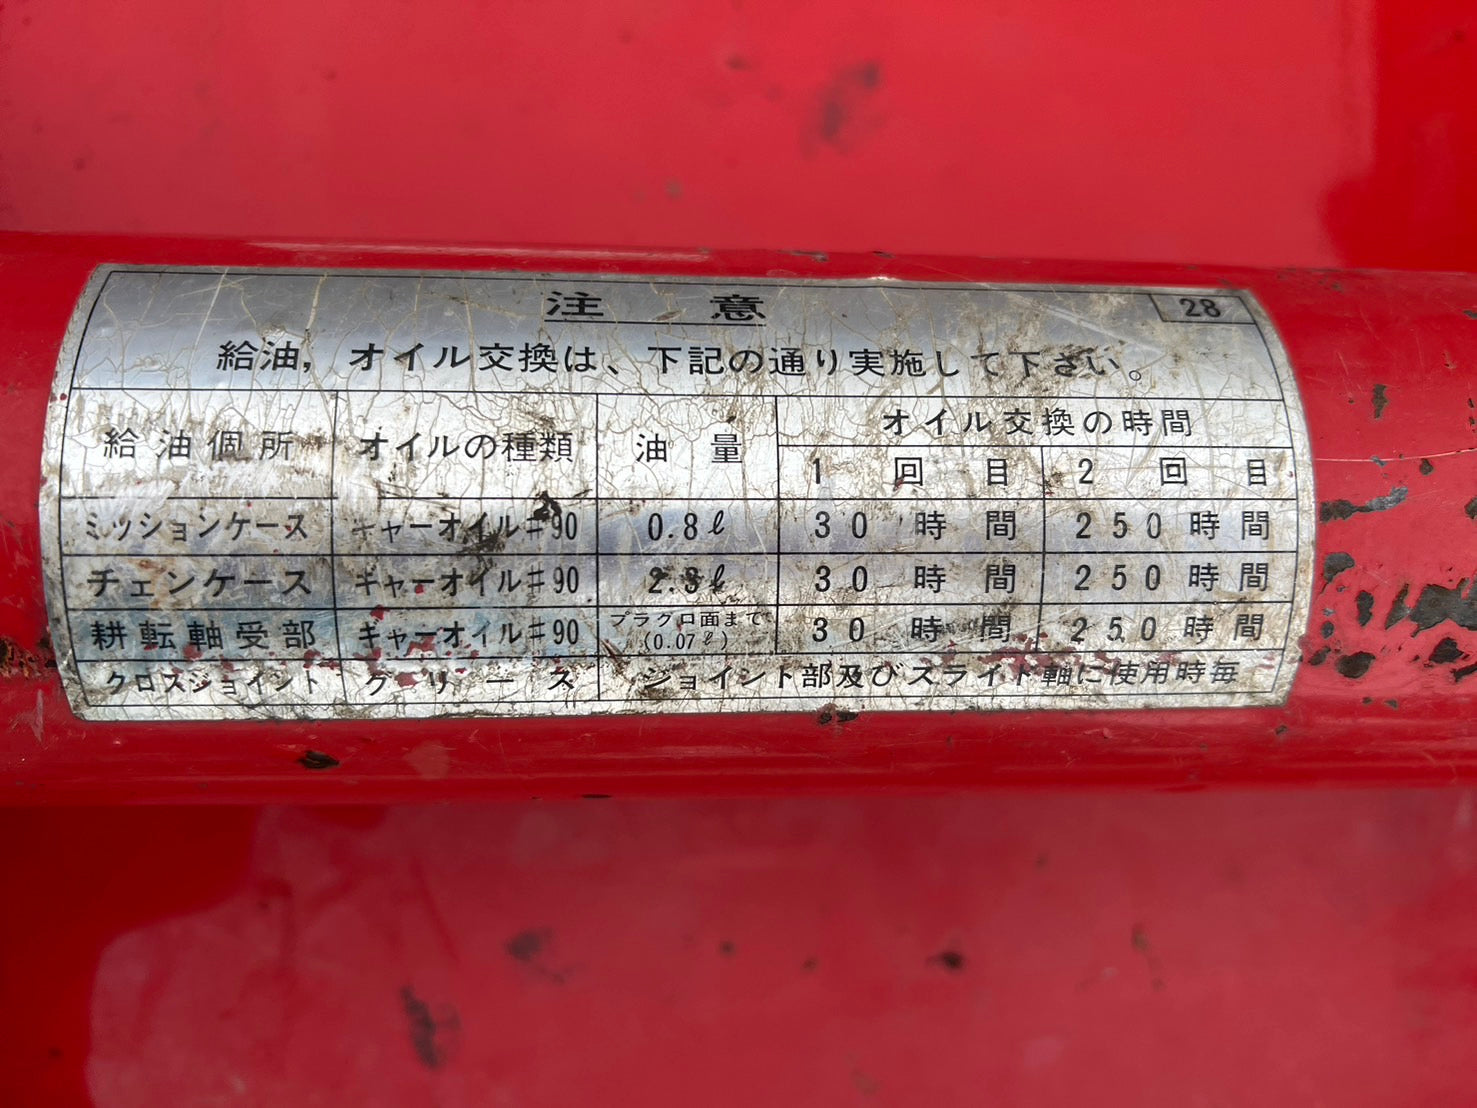 注意
28
給油, オイル交換は、下記の通り実施して下さい。
給油個所 オイルの種類 油量 オイル交換の時間
1回目 2回目
ミッションケース ギャーオイル#90 0.8ℓ 30時間 250時間
チェンケース ギャーオイル#90 2.3ℓ 30時間 250時間
耕転軸受部 ギャーオイル#90 プラグロ面まで(0.07ℓ) 30時間 250時間
クロスジョイント グリース ジョイント部及びスライド軸に使用時毎